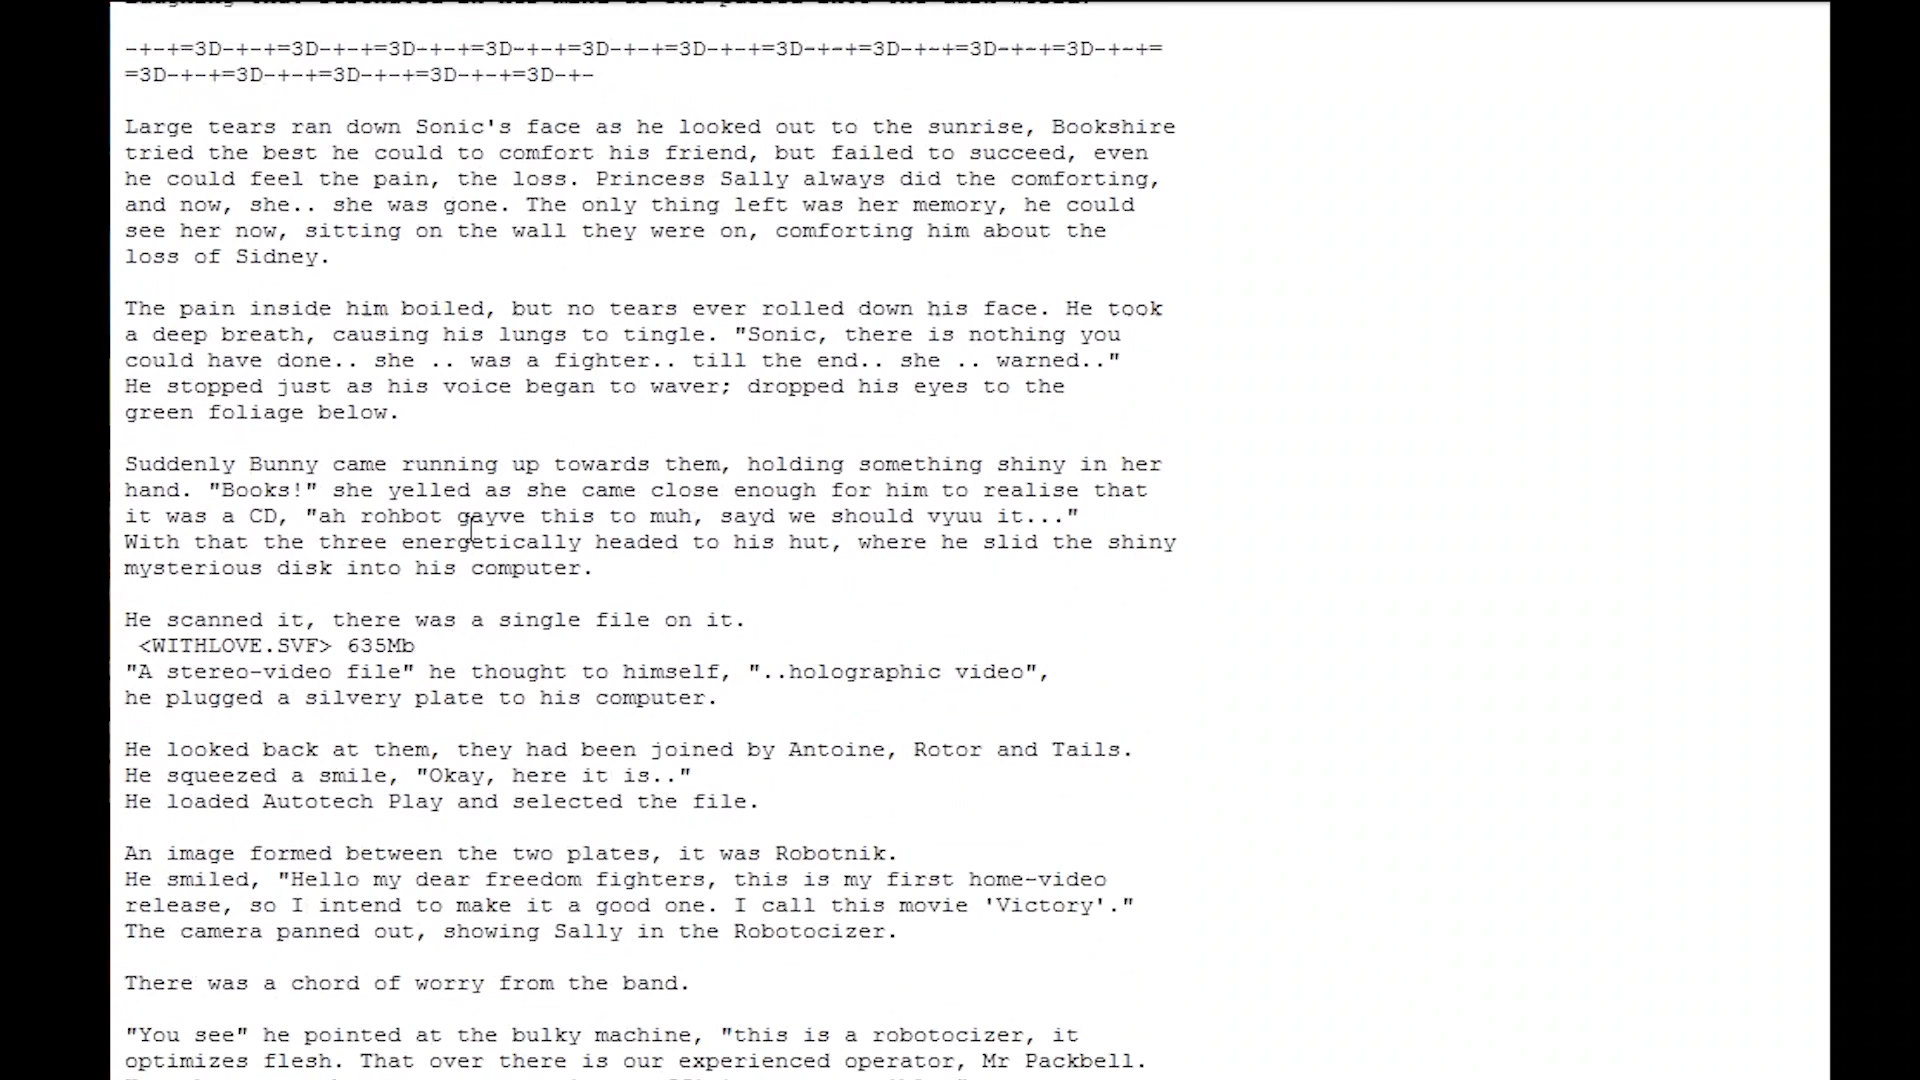 -+-+=3D-+-+=3D-+-+=3D-+-+=3D-+-+=3D-+-+=3D-+-+=3D-+-+=3D-+-+=3D-+-+=3D-+-+=
=3D-+-+=3D-+-+=3D-+-+=3D-+-+=3D-+-
Large tears ran down Sonic's face as he looked out to the sunrise, Bookshire
tried the best he could to comfort his friend, but failed to succeed, even
he could feel the pain, the loss. Princess Sally always did the comforting,
and now, she.. she was gone. The only thing left was her memory, he could
see her now, sitting on the wall they were on, comforting him about the
loss of Sidney.
The pain inside him boiled, but no tears ever rolled down his face. He took
a deep breath, causing his lungs to tingle. "Sonic, there is nothing you
could have done.. she .. was a fighter.. till the end.. she .. warned.."
He stopped just as his voice began to waver; dropped his eyes to the
green foliage below.
Suddenly Bunny came running up towards them, holding something shiny in her
hand. "Books!" she yelled as she came close enough for him to realise that
it was a CD, "ah rohbot gayve this to muh, sayd we should vyuu it..."
With that the three energetically headed to his hut, where he slid the shiny
mysterious disk into his computer.
He scanned it, there was a single file on it.
<WITHLOVE.SVF> 635Mb
"A stereo-video file" he thought to himself, "..holographic video",
he plugged a silvery plate to his computer.
He looked back at them, they had been joined by Antoine, Rotor and Tails.
He squeezed a smile, "Okay, here it is.."
He loaded Autotech Play and selected the file.
An image formed between the two plates, it was Robotnik.
He smiled, "Hello my dear freedom fighters, this is my first home-video
release, so I intend to make it a good one. I call this movie 'Victory'."
The camera panned out, showing Sally in the Robotocizer.
There was a chord of worry from the band.
"You see" he pointed at the bulky machine, "this is a robotocizer, it
optimizes flesh. That over there is our experienced operator, Mr Packbell.